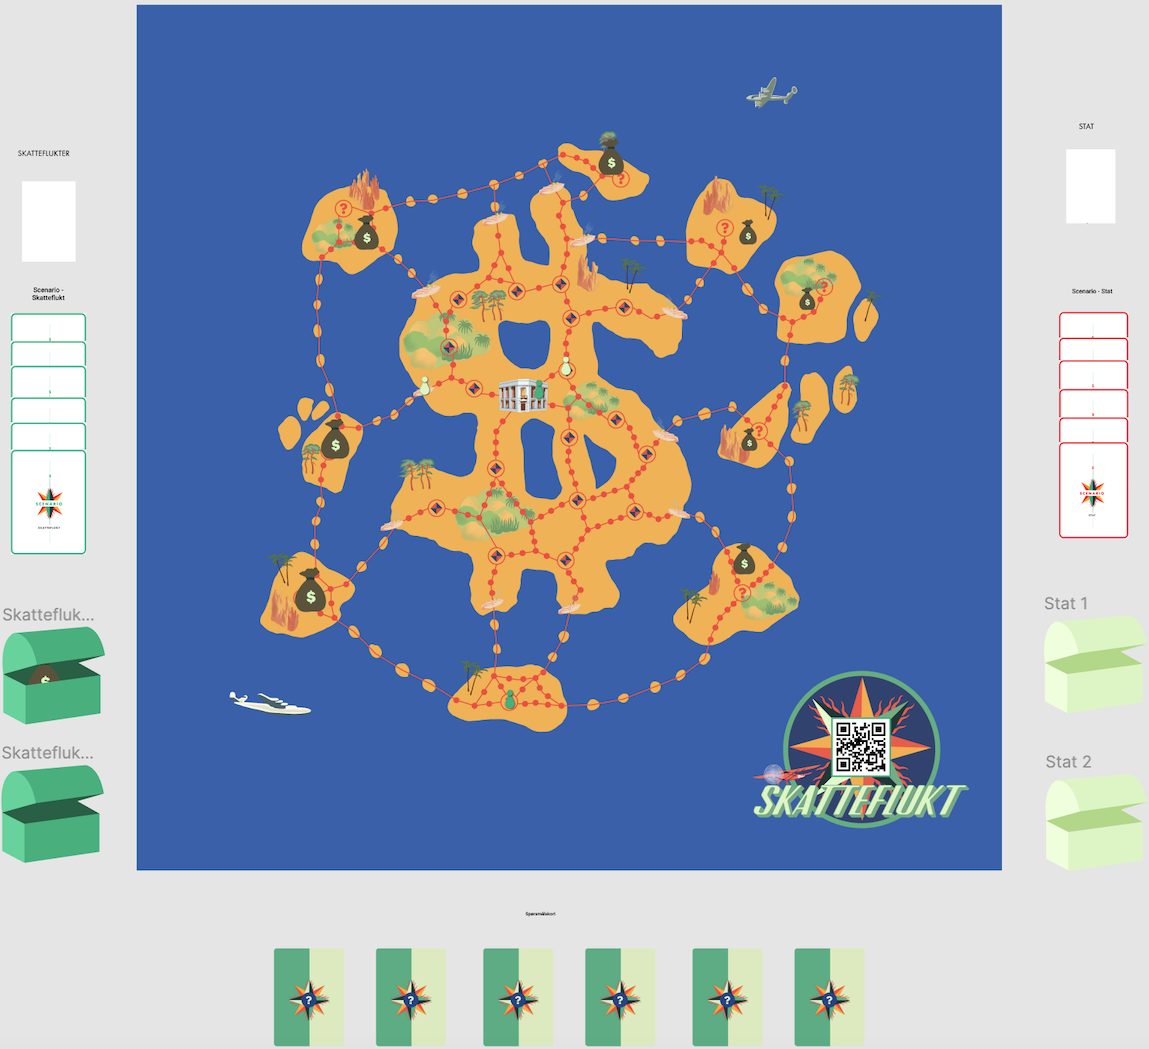 SKATTEFLUKTER
STAT
Scenario -
Skatteflukt
Scenario - Stat
SCENARIO
SKATTEFLUKT
SCENARIO
STAT
Skattefluk...
Stat 1
Skattefluk...
Stat 2
SKATTEFLUKT
Spørsmålskort